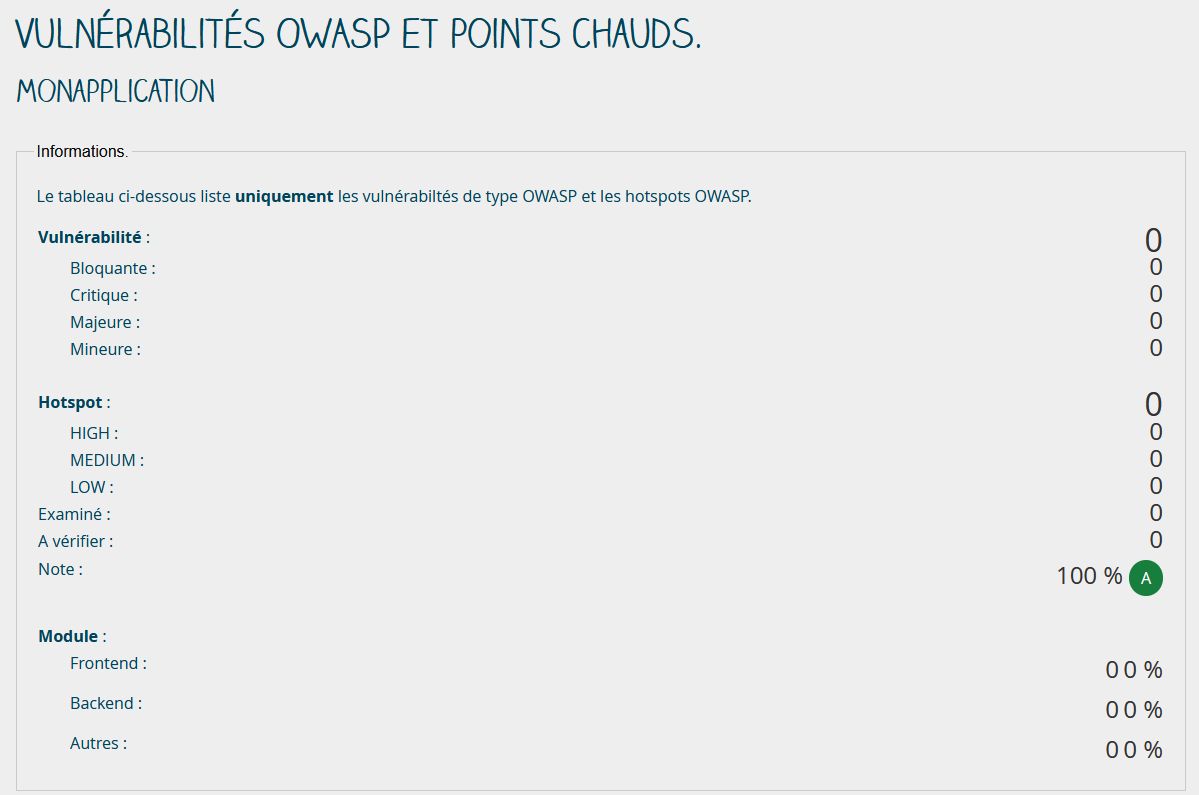 VULNÉRABILITÉS OWASP ET POINTS CHAUDS.
MONAPPLICATION
Informations.
Le tableau ci-dessous liste uniquement les vulnérabiltés de type OWASP et les hotspots OWASP.
Vulnérabilité : 0
Bloquante : 0
Critique : 0
Majeure : 0
Mineure : 0
Hotspot : 0
HIGH : 0
MEDIUM : 0
LOW : 0
Examiné : 0
A vérifier : 0
Note : 100 % A
Module :
Frontend : 0 0 %
Backend : 0 0 %
Autres : 0 0 %